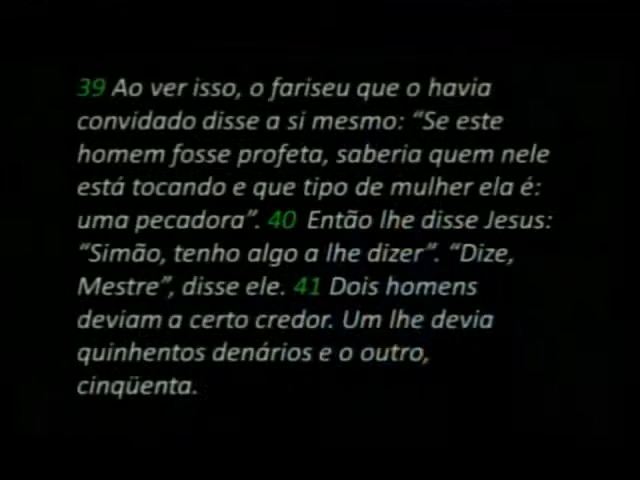 39 Ao ver isso, o fariseu que o havia
convidado disse a si mesmo: “Se este
homem fosse profeta, saberia quem nele
está tocando e que tipo de mulher ela é:
uma pecadora”. 40 Então lhe disse Jesus:
“Simão, tenho algo a lhe dizer”. “Dize,
Mestre”, disse ele. 41 Dois homens
deviam a certo credor. Um lhe devia
quinhentos denários e o outro,
cinqüenta.